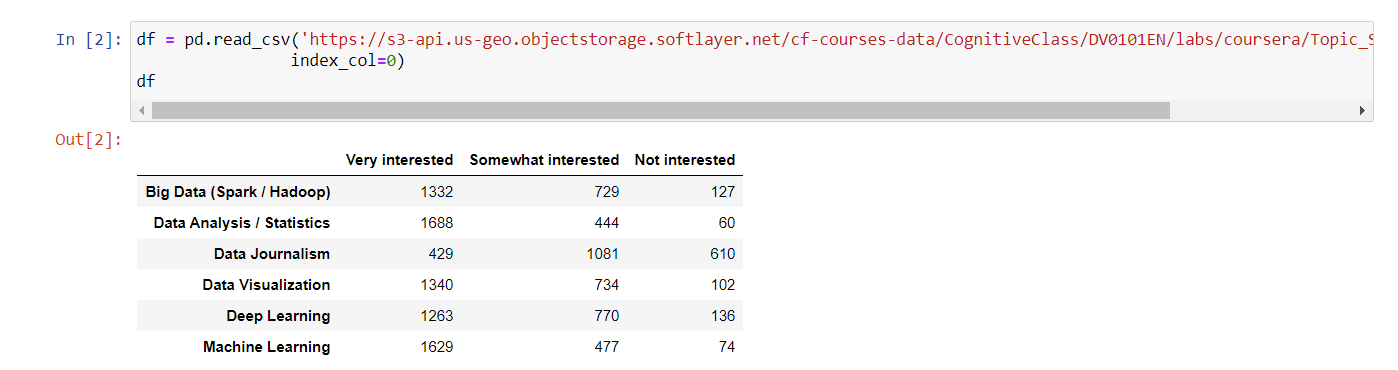 In [2]: df = pd.read_csv('https://s3-api.us-geo.objectstorage.softlayer.net/cf-courses-data/CognitiveClass/DV0101EN/labs/coursera/Topic_S
index_col=0)
df
Out[2]:
Very interested Somewhat interested Not interested
Big Data (Spark / Hadoop) 1332 729 127
Data Analysis / Statistics 1688 444 60
Data Journalism 429 1081 610
Data Visualization 1340 734 102
Deep Learning 1263 770 136
Machine Learning 1629 477 74